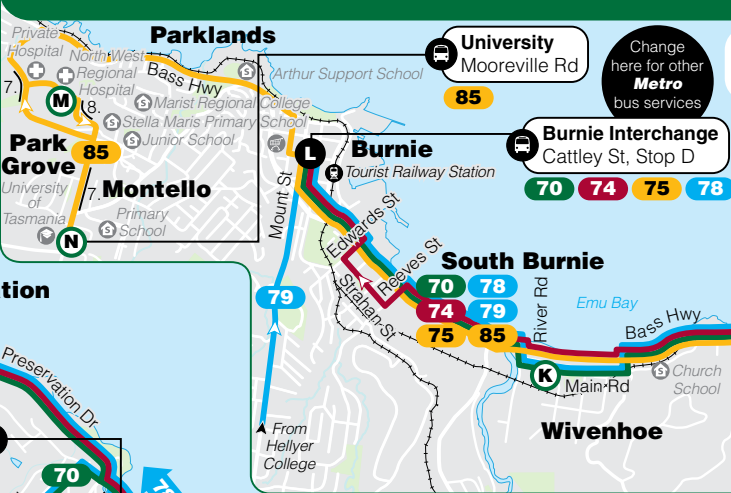 Private
Hospital
North West
Regional
Hospital
Parklands
Bass Hwy
Arthur Support School
University
Mooreville Rd
85
Change
here for other
Metro
bus services
7.
M
8.
Marist Regional College
Stella Maris Primary School
Junior School
Park
Grove
85
University
of
Tasmania
7.
Montello
Primary
School
N
L
Burnie
Tourist Railway Station
Burnie Interchange
Cattley St, Stop D
70 74 75 78
Mount St
Edwards St
Reeves St
Strahan St
South Burnie
70 78
74 79
75 85
River Rd
Emu Bay
Bass Hwy
K
Main Rd
Church
School
Wivenhoe
79
From
Hellyer
College
tion
Preservation Dr
70